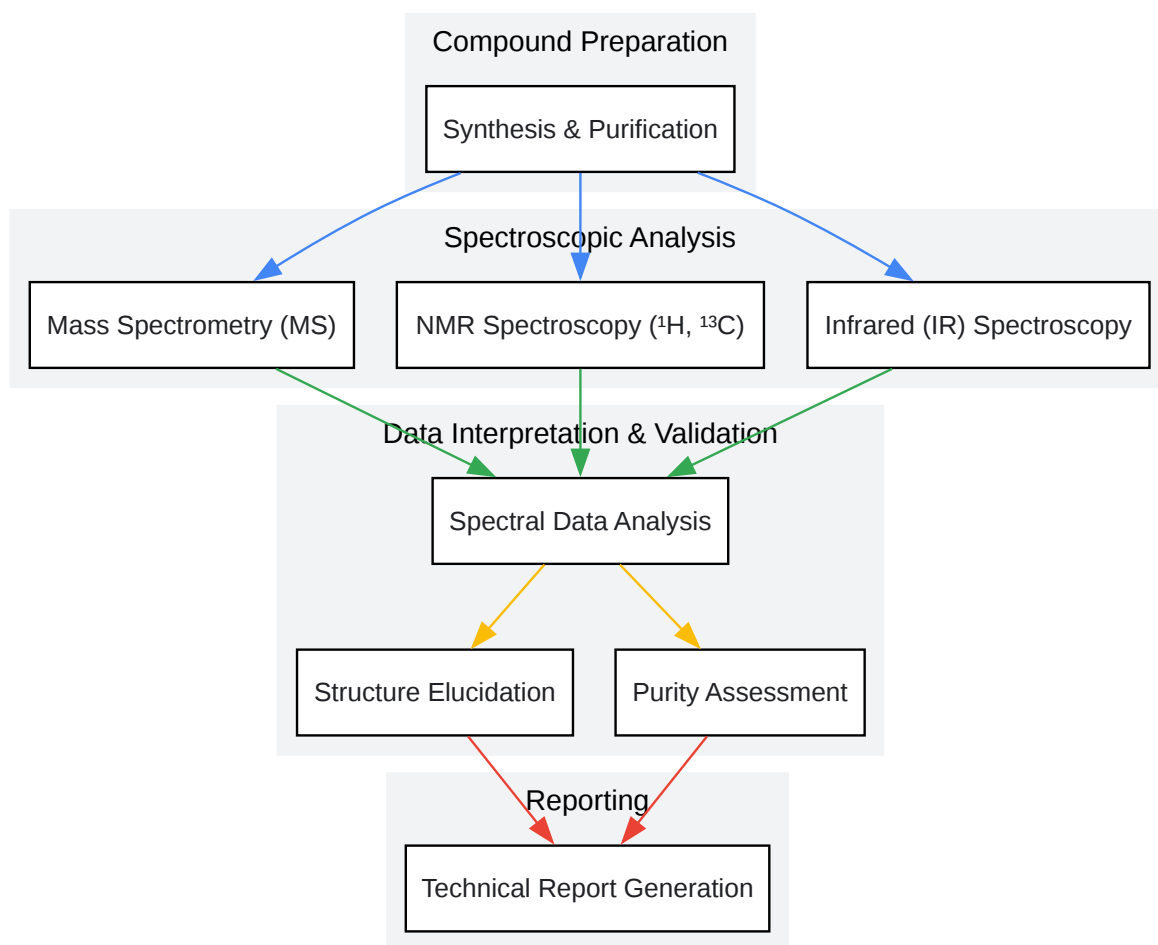 Compound Preparation
Synthesis & Purification
Spectroscopic Analysis
Mass Spectrometry (MS)
NMR Spectroscopy (¹H, ¹³C)
Infrared (IR) Spectroscopy
Data Interpretation & Validation
Spectral Data Analysis
Structure Elucidation
Purity Assessment
Reporting
Technical Report Generation